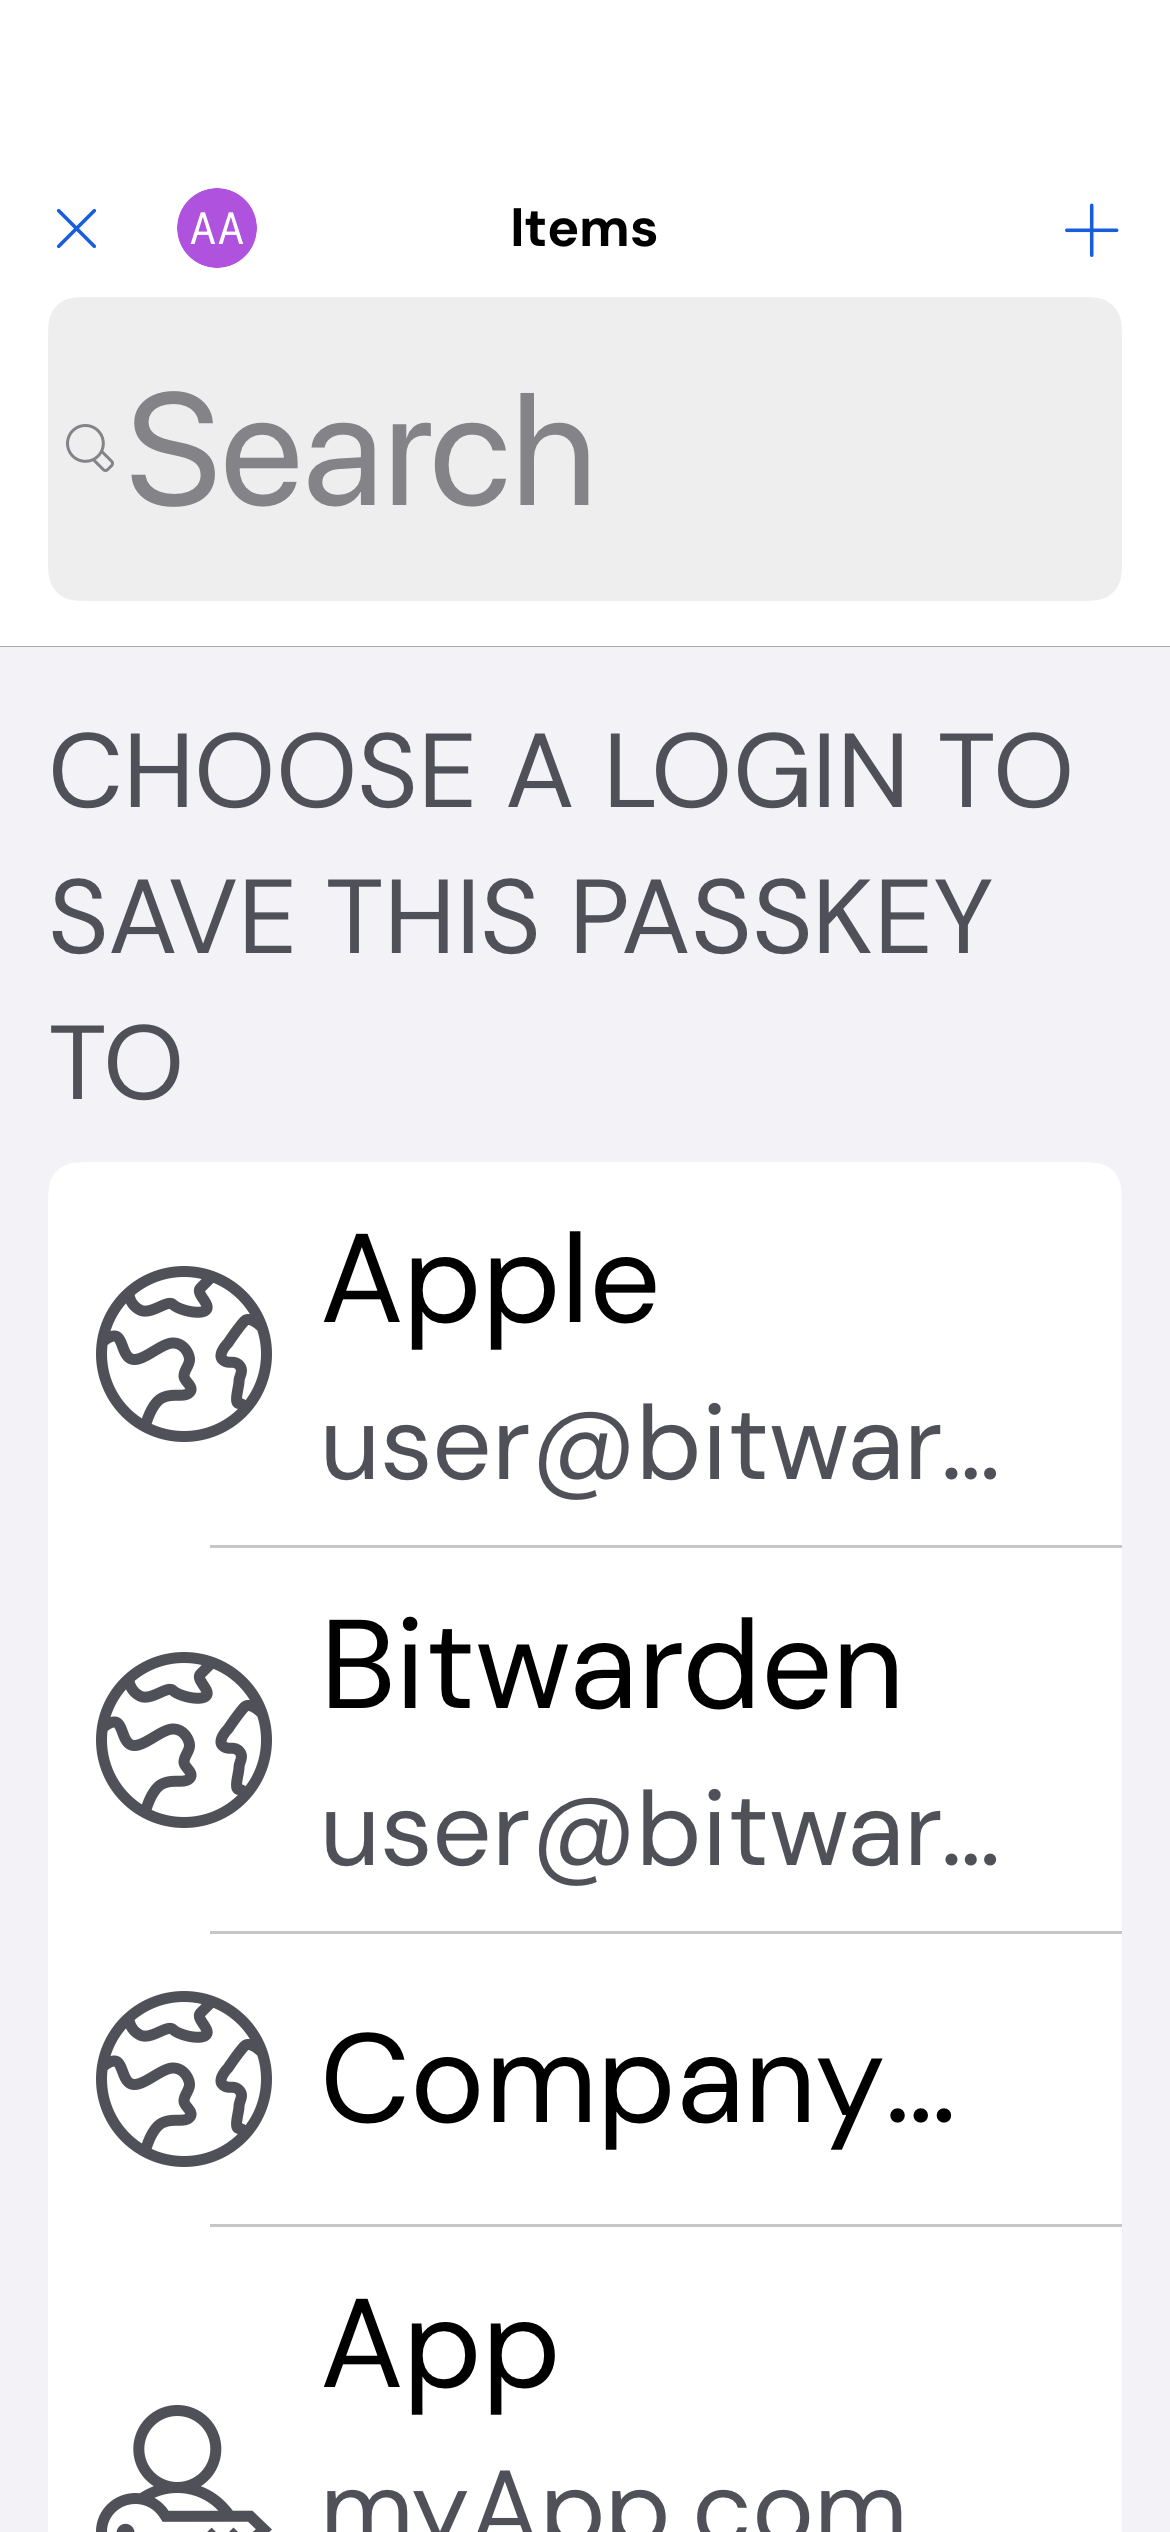 AA Items
Search
CHOOSE A LOGIN TO
SAVE THIS PASSKEY
TO
Apple
user@bitwar...
Bitwarden
user@bitwar...
Company...
App
myApp.com